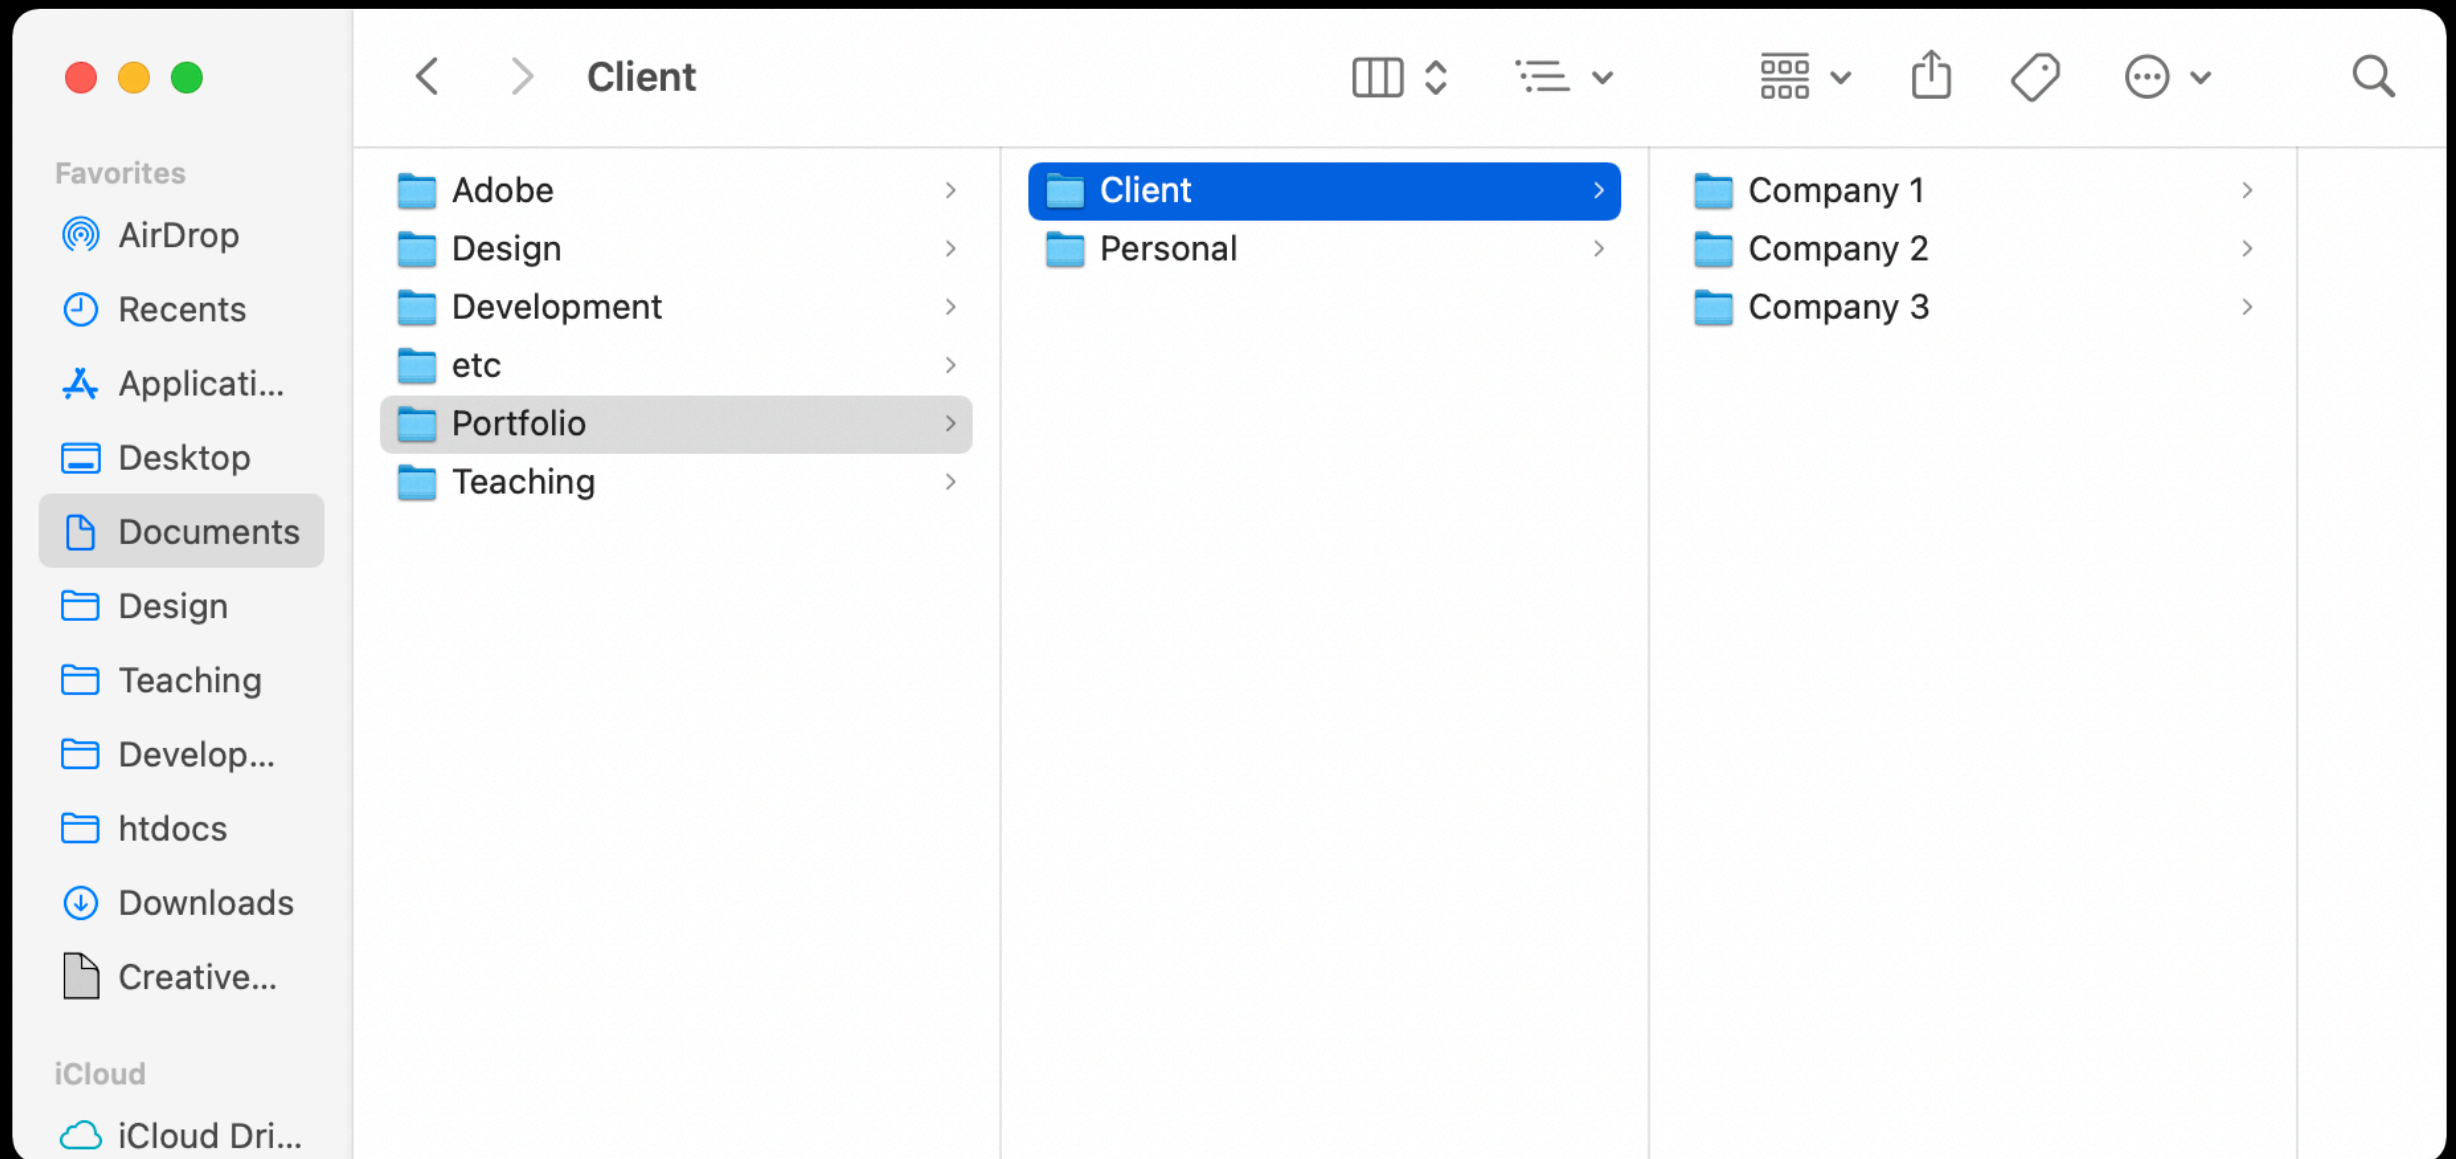 Client
Favorites
AirDrop
Recents
Applicati...
Desktop
Documents
Design
Teaching
Develop...
htdocs
Downloads
Creative...
iCloud
iCloud Dri...
Adobe
Design
Development
etc
Portfolio
Teaching
Client
Personal
Company 1
Company 2
Company 3